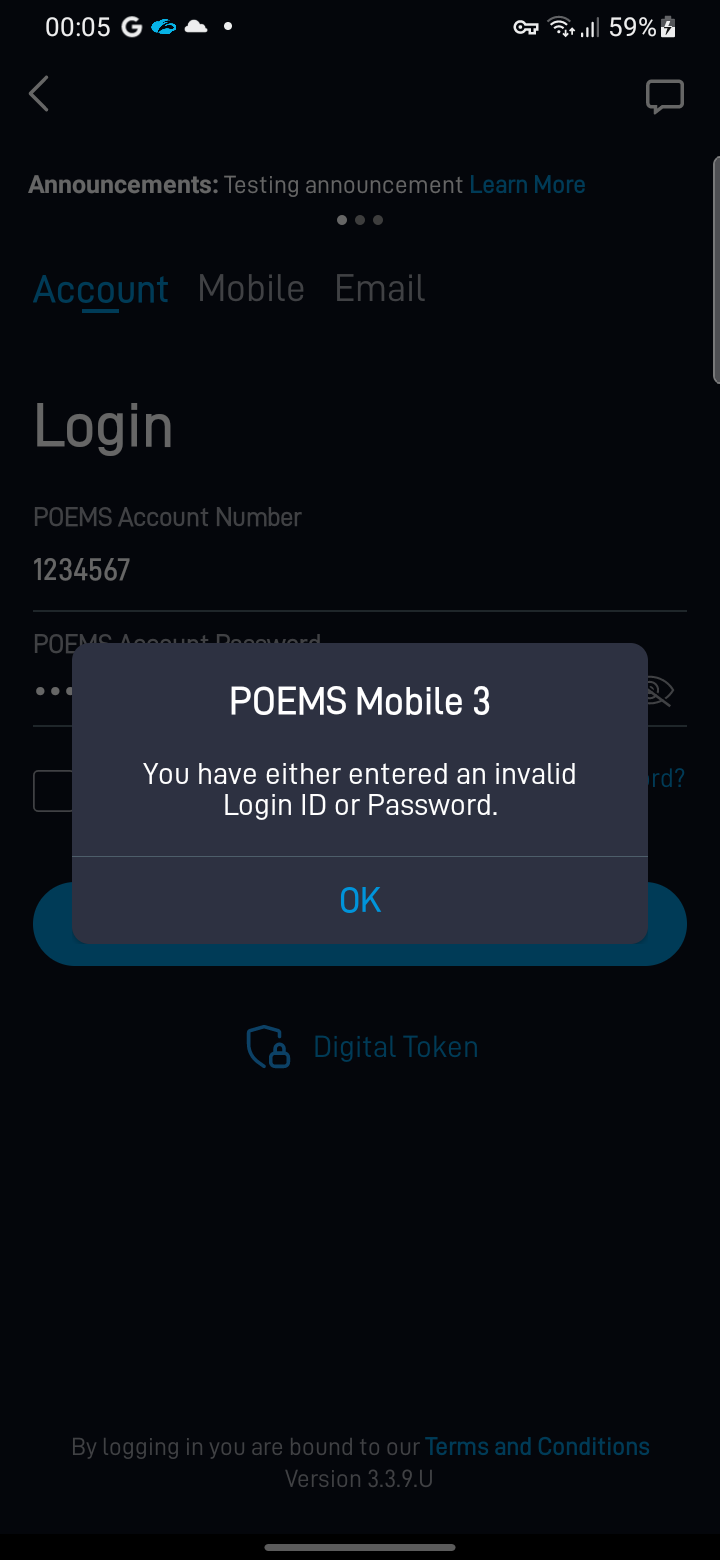 00:05
59%
Announcements: Testing announcement Learn More
Account Mobile Email
Login
POEMS Account Number
1234567
POEMS Account Password
POEMS Mobile 3
You have either entered an invalid
Login ID or Password.
OK
Digital Token
By logging in you are bound to our Terms and Conditions
Version 3.3.9.U